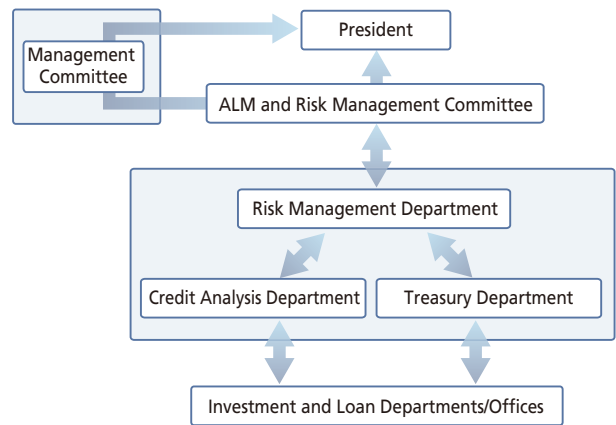 President
Management
Committee
ALM and Risk Management Committee
Risk Management Department
Credit Analysis Department
Treasury Department
Investment and Loan Departments/Offices